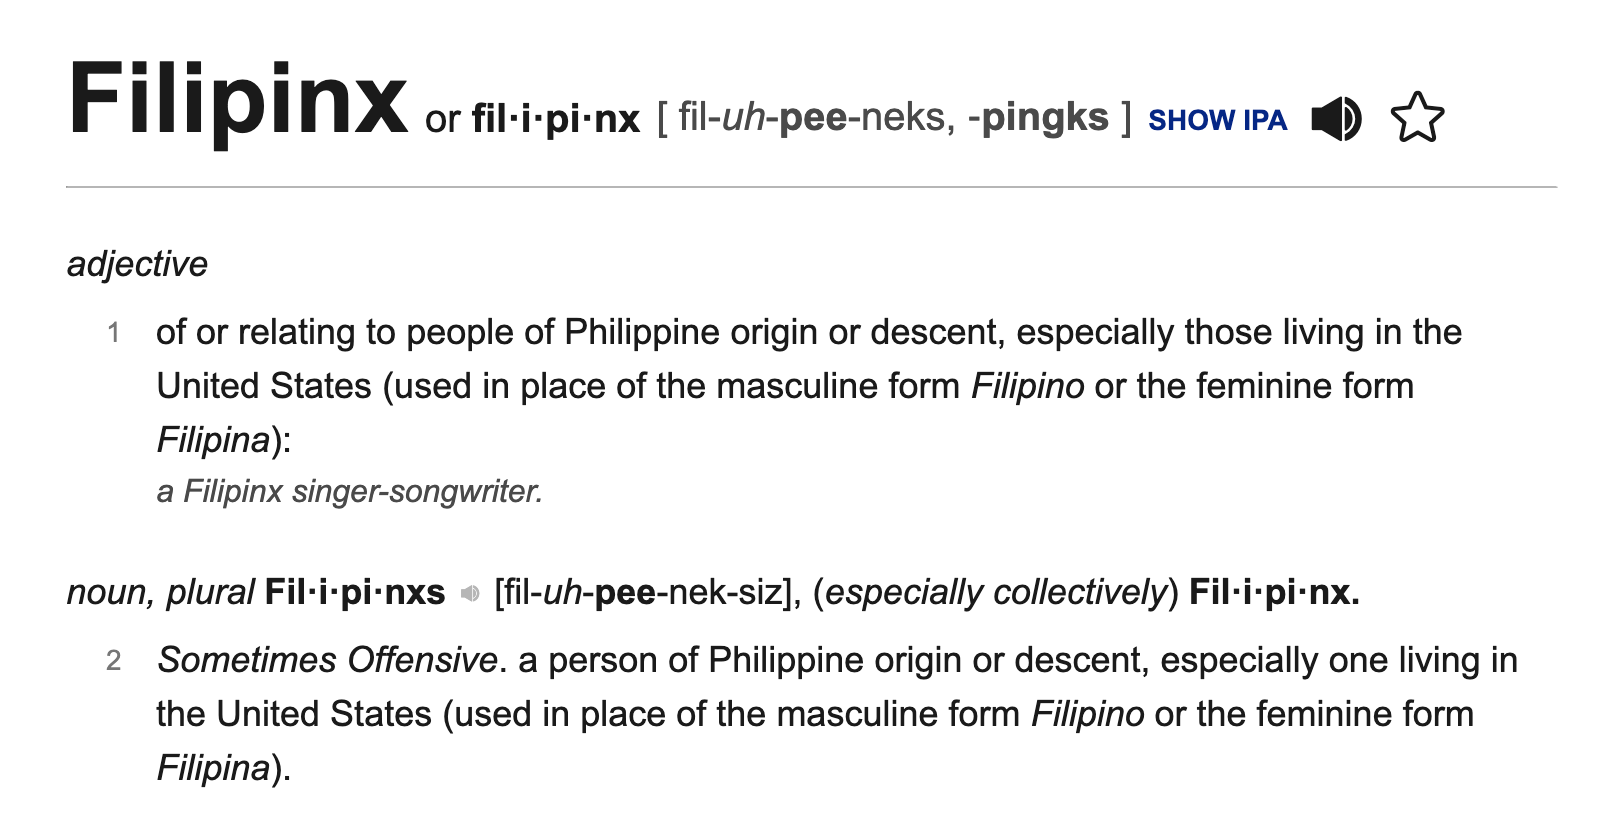 Filipinx or fil·i·pi·nx [ fil-uh-pee-neks, -pingks ] SHOW IPA
adjective
1 of or relating to people of Philippine origin or descent, especially those living in the
United States (used in place of the masculine form Filipino or the feminine form
Filipina):
a Filipinx singer-songwriter.
noun, plural Fil·i·pi·nxs [fil-uh-pee-nek-siz], (especially collectively) Fil·i·pi·nx.
2 Sometimes Offensive. a person of Philippine origin or descent, especially one living in
the United States (used in place of the masculine form Filipino or the feminine form
Filipina).